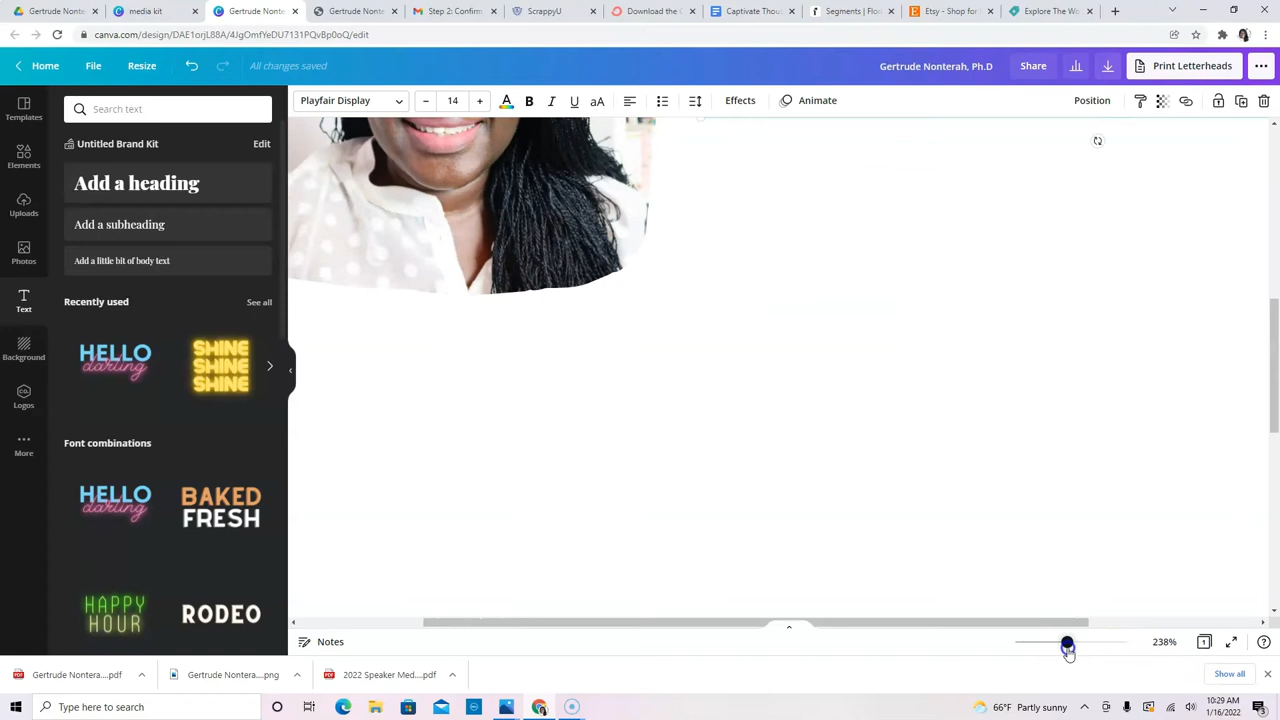 Gertrude Nontera
media kit
Gertrude Nonte
Gertrude Nonte
Step 2: Confirm
ScrappyU
Download the
Captivate Thou
Segments | Flo
Etsy - Shop for
Explore The Wo
canva.com/design/DAE1orjL88A/4JgOmfYeDU7131PQvBp0oQ/edit
Home File Resize All changes saved Gertrude Nonterah, Ph.D Share Print Letterheads
Playfair Display 14 A B I U aA Effects Animate Position
Templates
Elements
Uploads
Photos
Text
Background
CO.
Logos
More
Search text
Untitled Brand Kit Edit
Add a heading
Add a subheading
Add a little bit of body text
Recently used See all
HELLO
darling
SHINE
SHINE
SHINE
Font combinations
HELLO
darling
BAKED
FRESH
HAPPY
HOUR
RODEO
Notes 238% 1
Gertrude Nontera....pdf Gertrude Nontera....png 2022 Speaker Med....pdf Show all
Type here to search 66°F Partly sunny 10:29 AM
1/16/2022